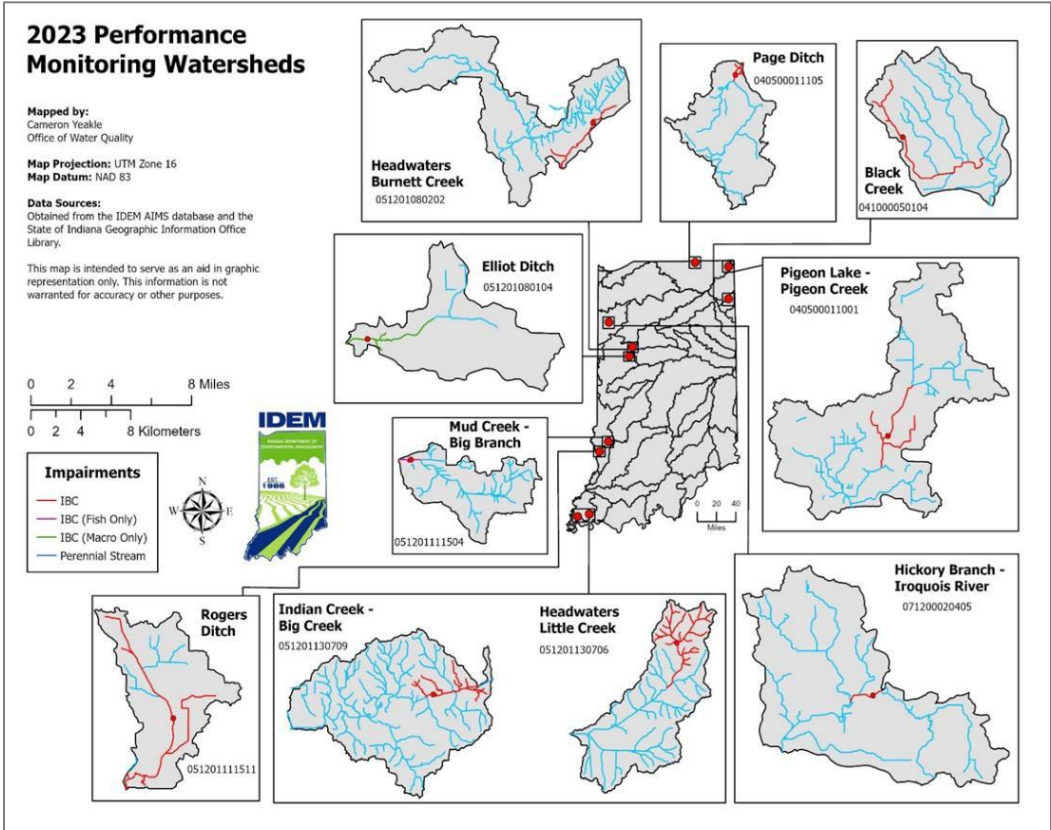 2023 Performance
Monitoring Watersheds
Mapped by:
Cameron Yeakle
Office of Water Quality
Map Projection: UTM Zone 16
Map Datum: NAD 83
Data Sources:
Obtained from the IDEM AIMS database and the
State of Indiana Geographic Information Office
Library.
This map is intended to serve as an aid in graphic
representation only. This information is not
warranted for accuracy or other purposes.
Headwaters
Burnett Creek
051201080202
Page Ditch
040500011105
Black
Creek
041000050104
Elliot Ditch
051201080104
Pigeon Lake -
Pigeon Creek
040500011001
0 2 4 8 Miles
0 2 4 8 Kilometers
IDEM
INDIANA DEPARTMENT OF
ENVIRONMENTAL MANAGEMENT
EST.
1986
Mud Creek -
Big Branch
051201111504
Impairments
IBC
IBC (Fish Only)
IBC (Macro Only)
Perennial Stream
N
W E
S
0 20 40
Miles
Rogers
Ditch
051201111511
Indian Creek -
Big Creek
051201130709
Headwaters
Little Creek
051201130706
Hickory Branch -
Iroquois River
071200020405